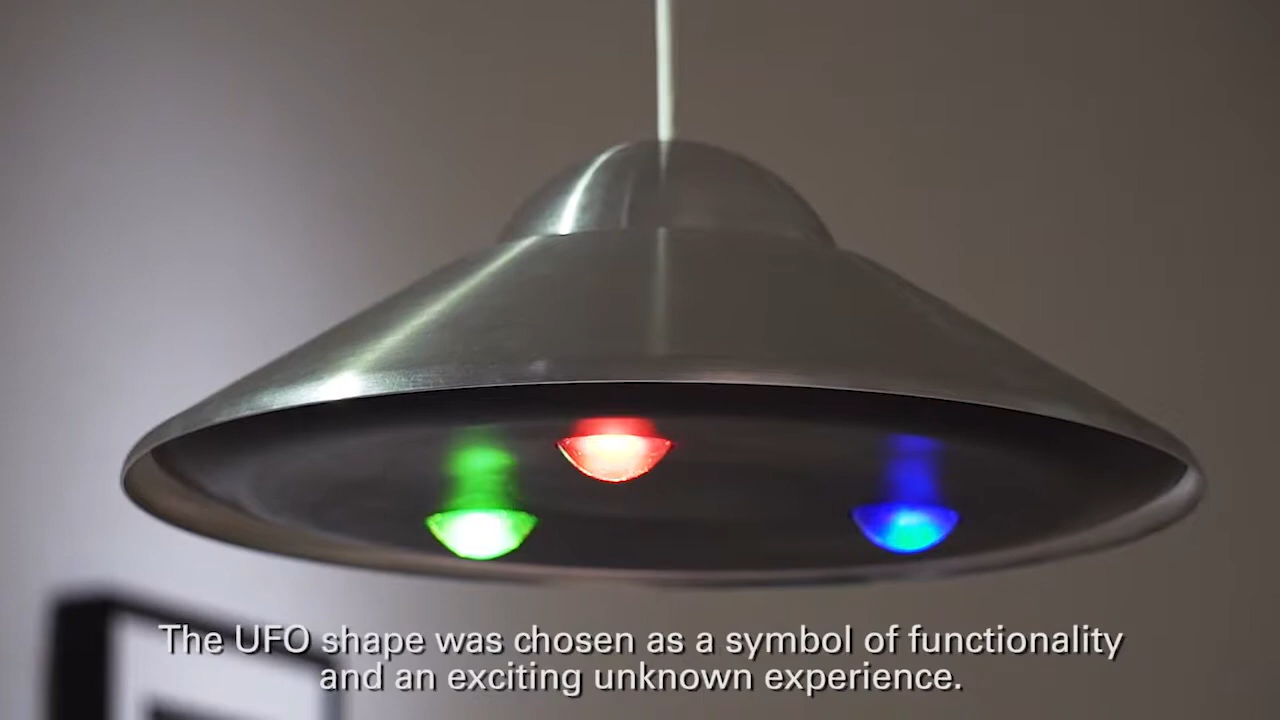 The UFO shape was chosen as a symbol of functionality
and an exciting unknown experience.